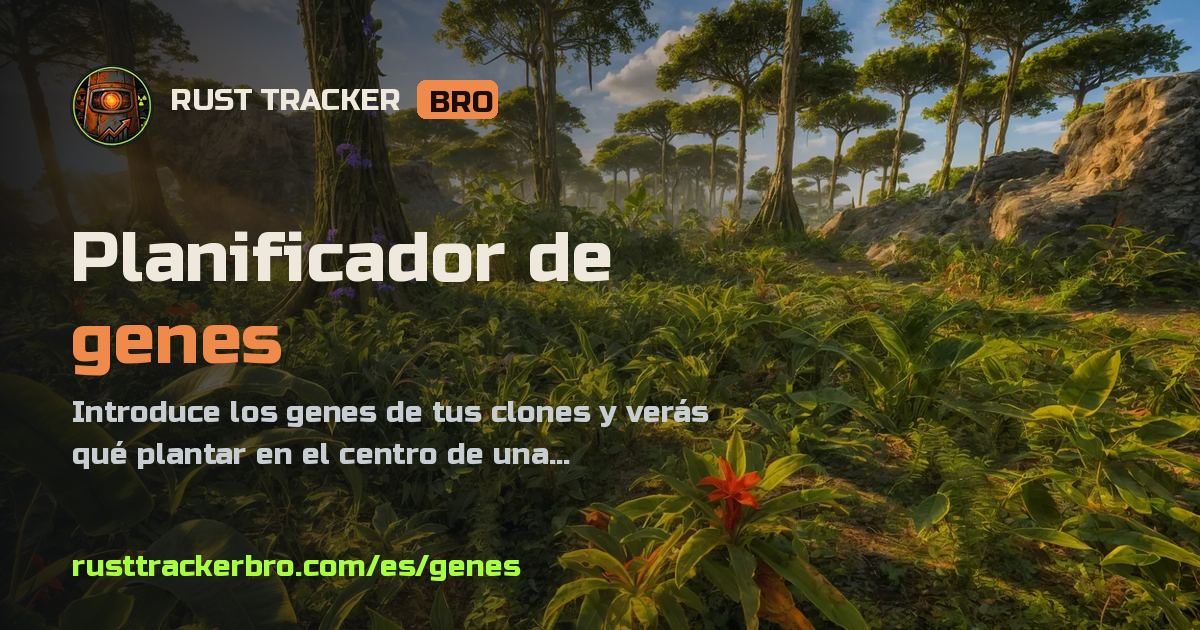 RUST TRACKER BRO
Planificador de
genes
Introduce los genes de tus clones y verás
qué plantar en el centro de una...
rusttrackerbro.com/es/genes